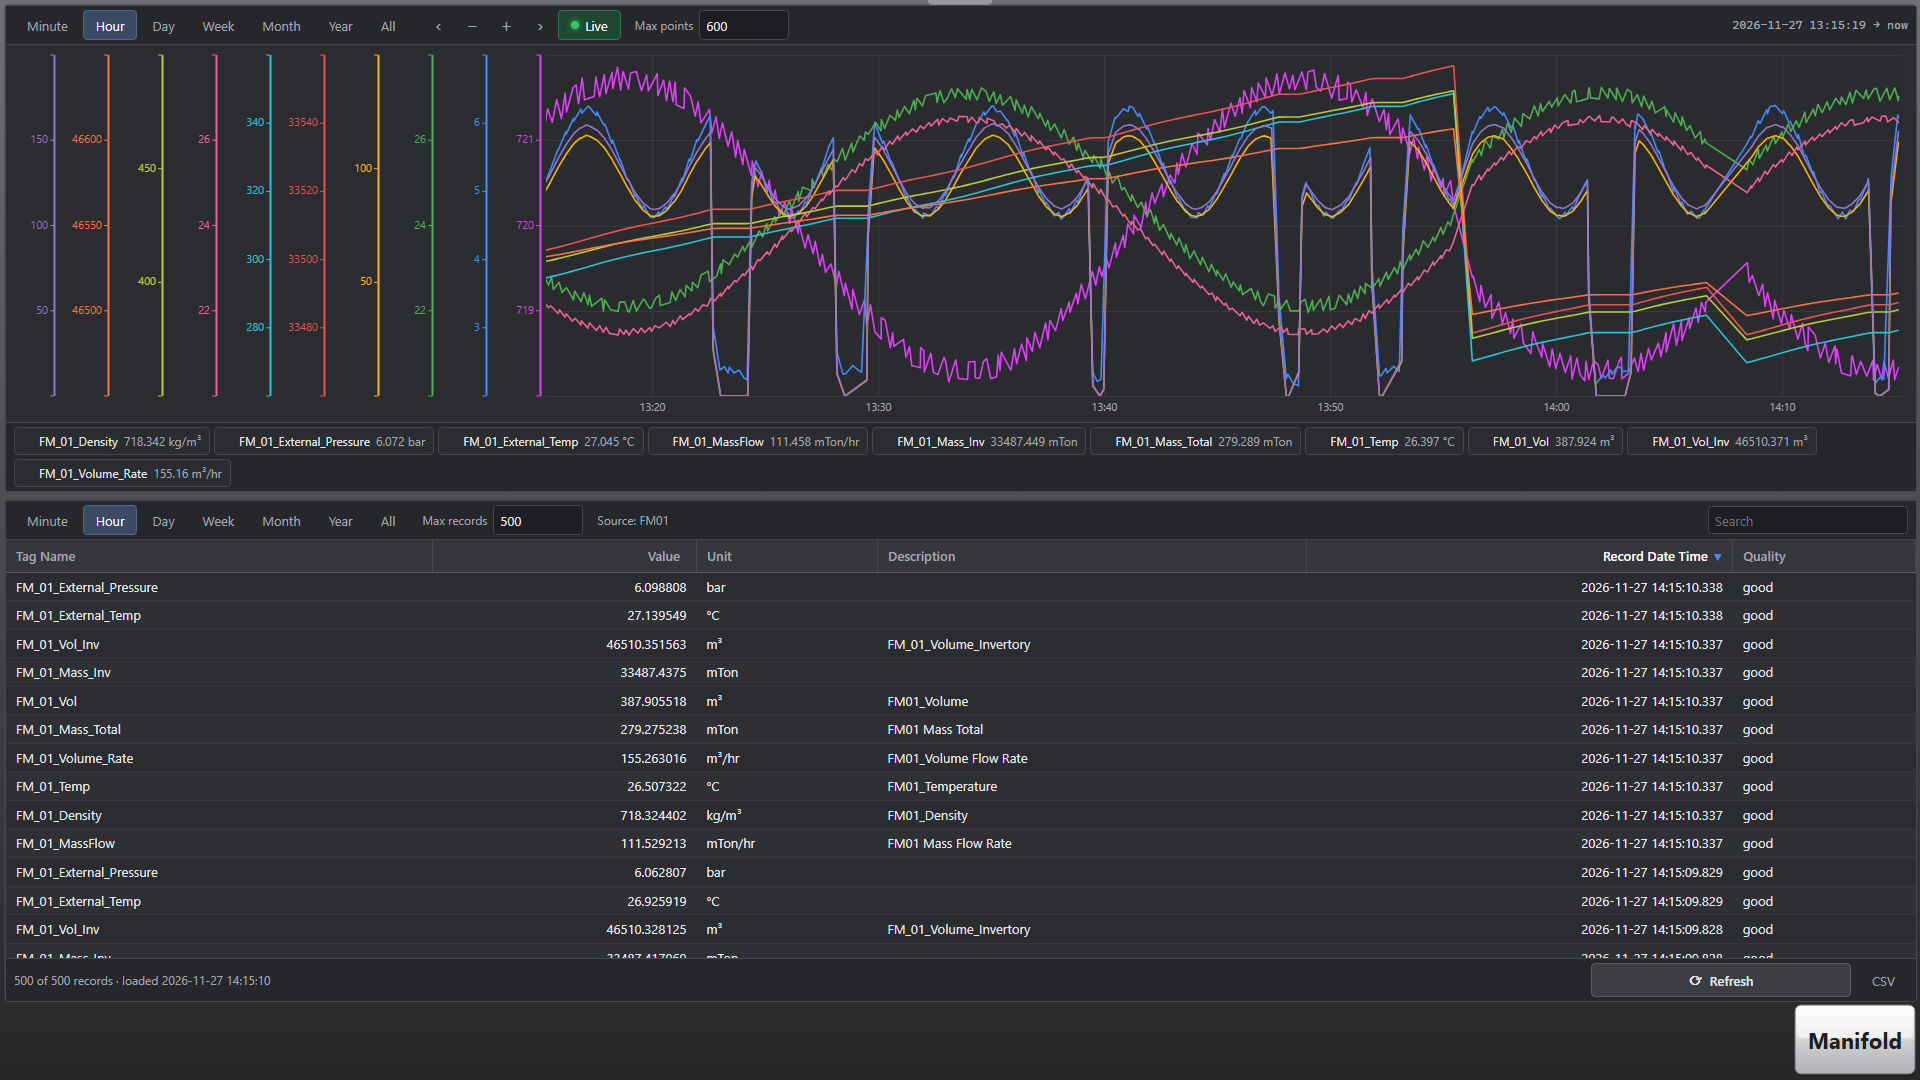 Minute Hour Day Week Month Year All ‹ − + › Live Max points 600 2026-11-27 13:15:19 → now
150 100 50
46600 46550 46500
450 400
26 24 22
340 320 300 280
33540 33520 33500 33480
100 50
26 24 22
6 5 4 3
721 720 719
13:20 13:30 13:40 13:50 14:00 14:10
FM_01_Density 718.342 kg/m³ FM_01_External_Pressure 6.072 bar FM_01_External_Temp 27.045 °C FM_01_MassFlow 111.458 mTon/hr FM_01_Mass_Inv 33487.449 mTon FM_01_Mass_Total 279.289 mTon FM_01_Temp 26.397 °C FM_01_Vol 387.924 m³ FM_01_Vol_Inv 46510.371 m³
FM_01_Volume_Rate 155.16 m³/hr
Minute Hour Day Week Month Year All Max records 500 Source: FM01 Search
Tag Name Value Unit Description Record Date Time ▼ Quality
FM_01_External_Pressure 6.098808 bar 2026-11-27 14:15:10.338 good
FM_01_External_Temp 27.139549 °C 2026-11-27 14:15:10.338 good
FM_01_Vol_Inv 46510.351563 m³ FM_01_Volume_Invertory 2026-11-27 14:15:10.337 good
FM_01_Mass_Inv 33487.4375 mTon 2026-11-27 14:15:10.337 good
FM_01_Vol 387.905518 m³ FM01_Volume 2026-11-27 14:15:10.337 good
FM_01_Mass_Total 279.275238 mTon FM01 Mass Total 2026-11-27 14:15:10.337 good
FM_01_Volume_Rate 155.263016 m³/hr FM01_Volume Flow Rate 2026-11-27 14:15:10.337 good
FM_01_Temp 26.507322 °C FM01_Temperature 2026-11-27 14:15:10.337 good
FM_01_Density 718.324402 kg/m³ FM01_Density 2026-11-27 14:15:10.337 good
FM_01_MassFlow 111.529213 mTon/hr FM01 Mass Flow Rate 2026-11-27 14:15:10.337 good
FM_01_External_Pressure 6.062807 bar 2026-11-27 14:15:09.829 good
FM_01_External_Temp 26.925919 °C 2026-11-27 14:15:09.829 good
FM_01_Vol_Inv 46510.328125 m³ FM_01_Volume_Invertory 2026-11-27 14:15:09.828 good
500 of 500 records · loaded 2026-11-27 14:15:10 Refresh CSV
Manifold